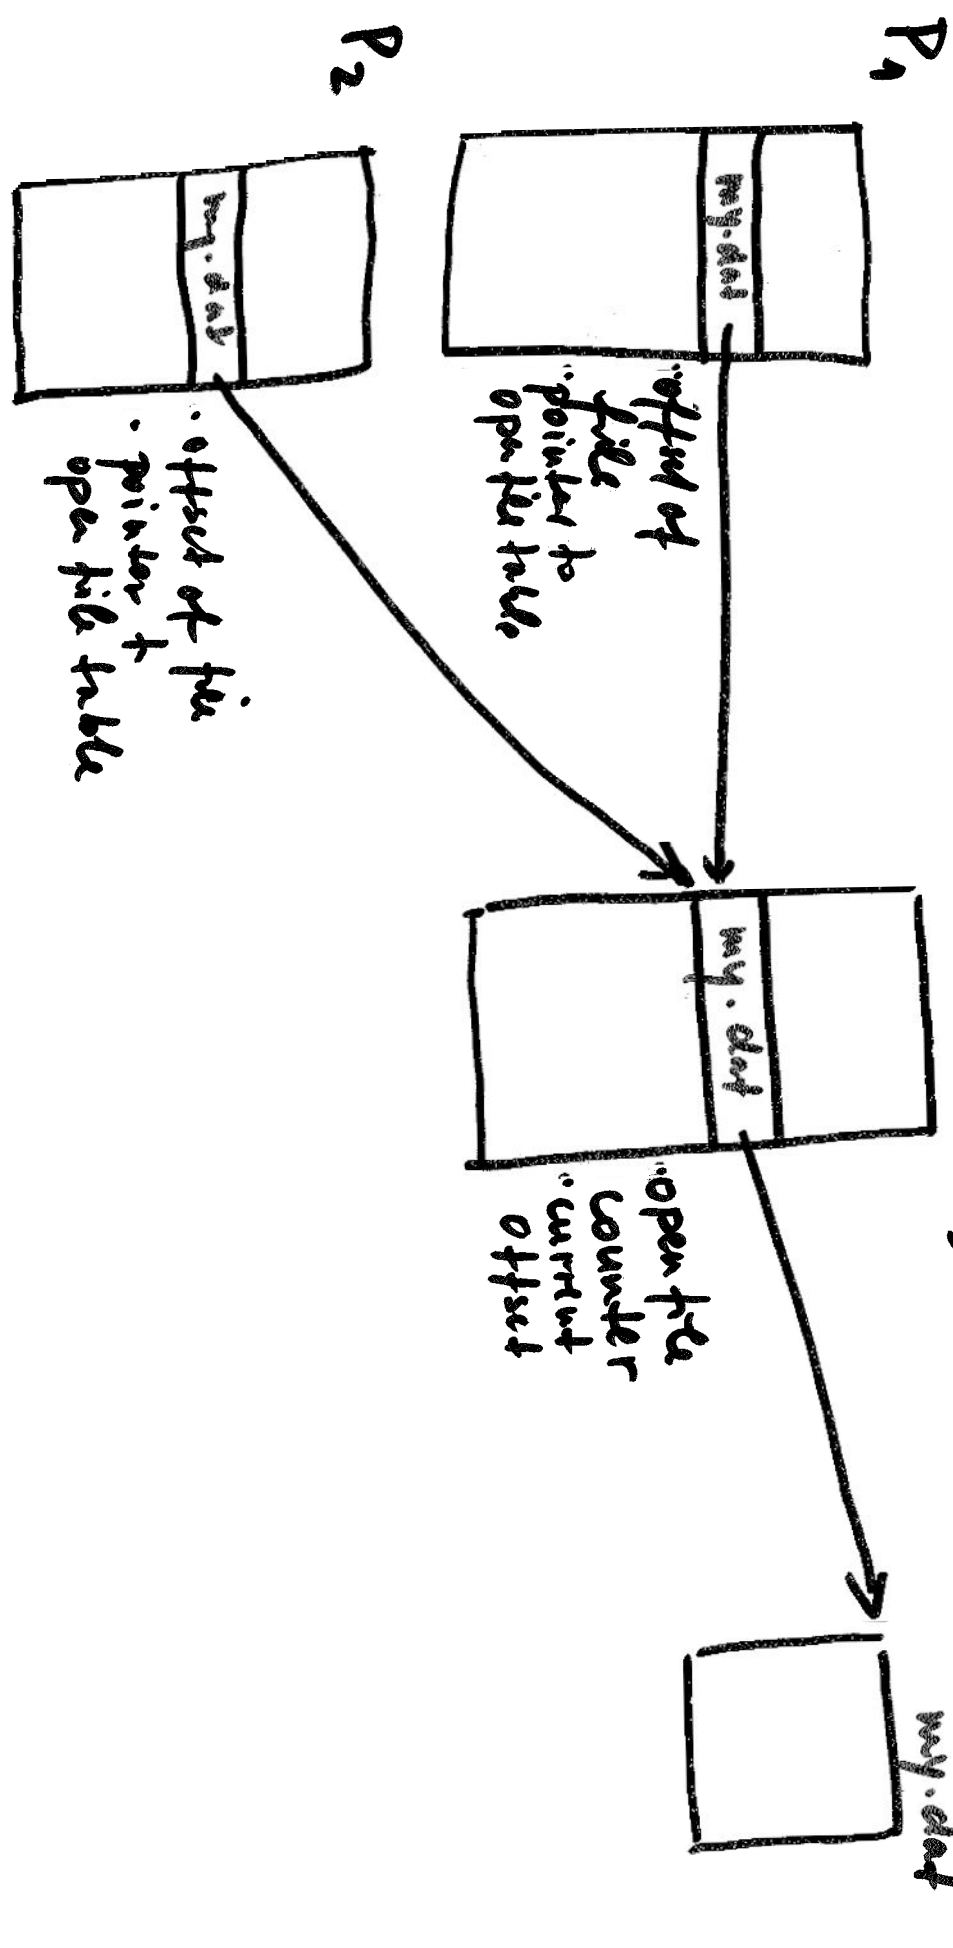 P1
my.dat
· offset of
file
· pointer to
open file table
P2
my.dat
· offset of file
· pointer t
open file table
my.dat
· open file
counter
· current
offset
my.dat